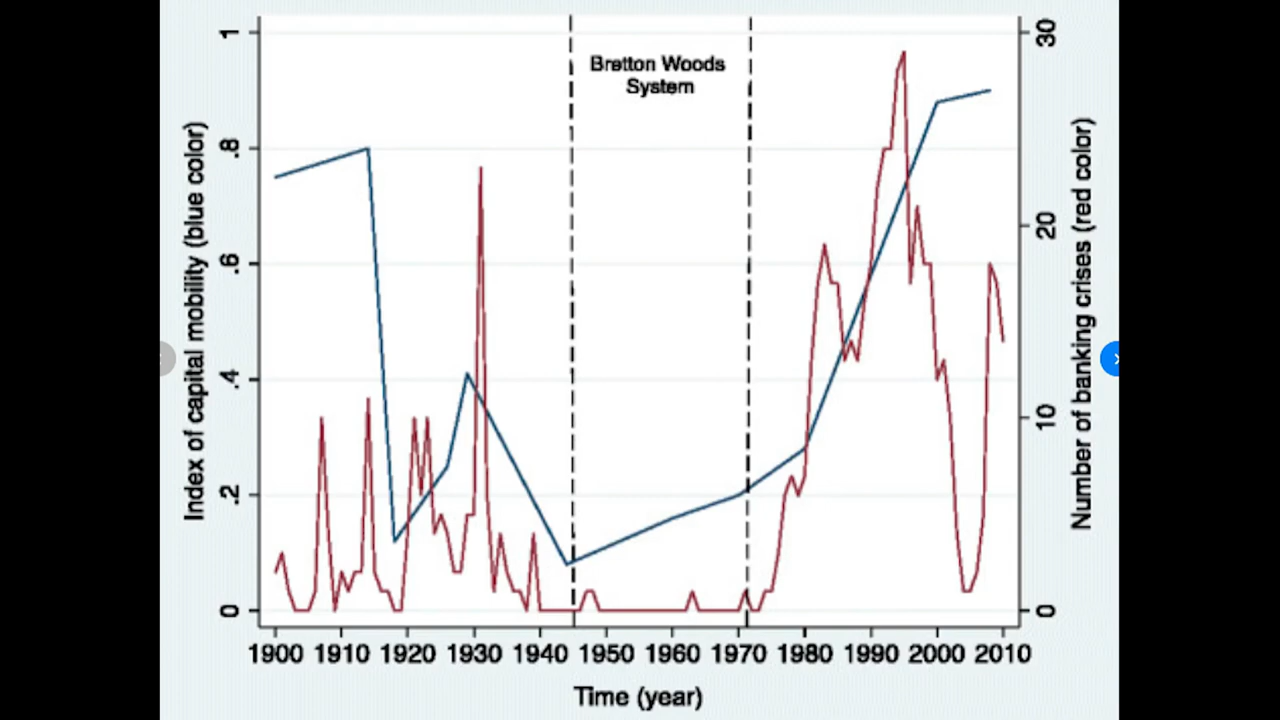 Bretton Woods
System
Index of capital mobility (blue color)
1
.8
.6
.4
.2
0
Number of banking crises (red color)
30
20
10
0
1900 1910 1920 1930 1940 1950 1960 1970 1980 1990 2000 2010
Time (year)